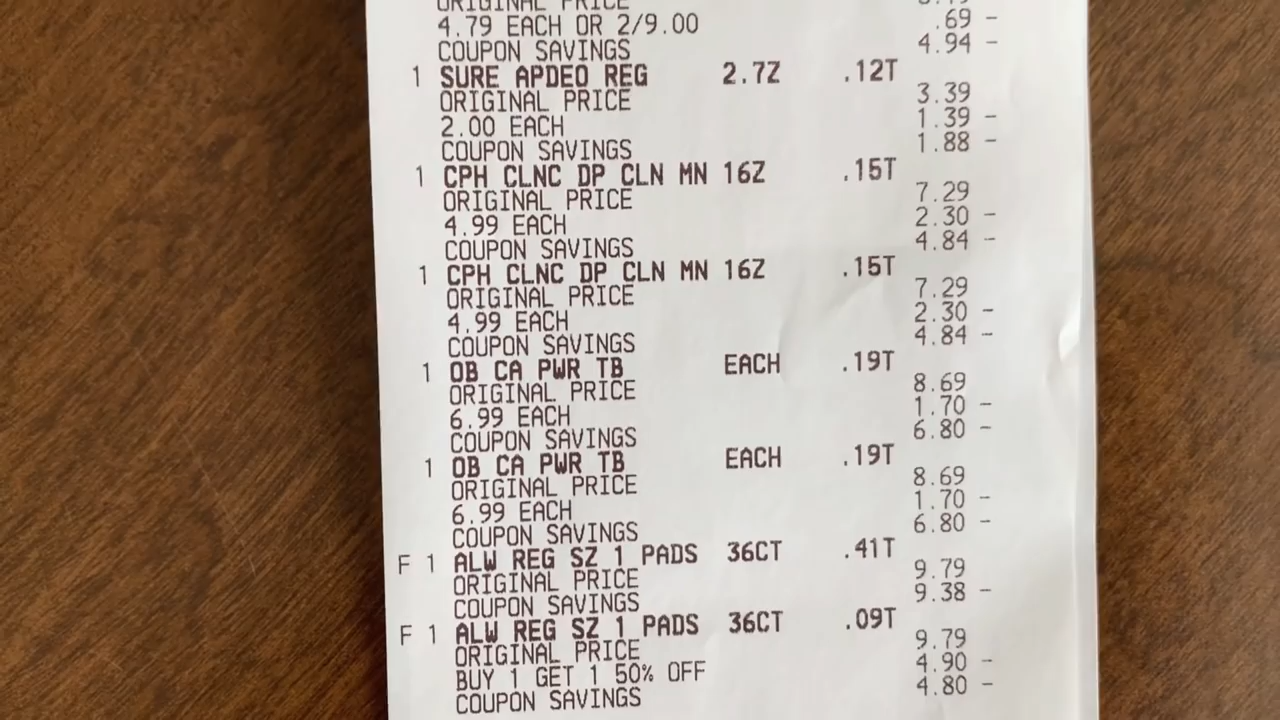 ORIGINAL PRICE
4.79 EACH OR 2/9.00 .69 -
COUPON SAVINGS 4.94 -
1 SURE APDEO REG 2.7Z .12T
ORIGINAL PRICE 3.39
2.00 EACH 1.39 -
COUPON SAVINGS 1.88 -
1 CPH CLNC DP CLN MN 16Z .15T
ORIGINAL PRICE 7.29
4.99 EACH 2.30 -
COUPON SAVINGS 4.84 -
1 CPH CLNC DP CLN MN 16Z .15T
ORIGINAL PRICE 7.29
4.99 EACH 2.30 -
COUPON SAVINGS 4.84 -
1 OB CA PWR TB EACH .19T
ORIGINAL PRICE 8.69
6.99 EACH 1.70 -
COUPON SAVINGS 6.80 -
1 OB CA PWR TB EACH .19T
ORIGINAL PRICE 8.69
6.99 EACH 1.70 -
COUPON SAVINGS 6.80 -
F 1 ALW REG SZ 1 PADS 36CT .41T
ORIGINAL PRICE 9.79
COUPON SAVINGS 9.38 -
F 1 ALW REG SZ 1 PADS 36CT .09T
ORIGINAL PRICE 9.79
BUY 1 GET 1 50% OFF 4.90 -
COUPON SAVINGS 4.80 -